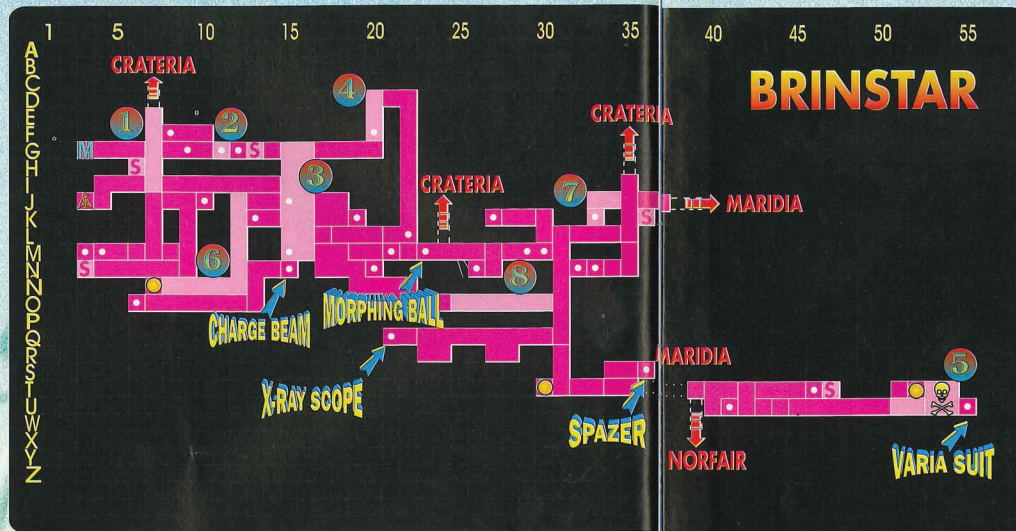 1 5 10 15 20 25 30 35 40 45 50 55
A
B
C
D
E
F
G
H
I
J
K
L
M
N
O
P
Q
R
S
T
U
V
W
X
Y
Z
BRINSTAR
CRATERIA
4
1
2
CRATERIA
M
S
S
3
CRATERIA
7
A
MARIDIA
S
6
8
S
MORPHING BALL
CHARGE BEAM
MARIDIA
5
X-RAY SCOPE
S
SPAZER
NORFAIR
VARIA SUIT